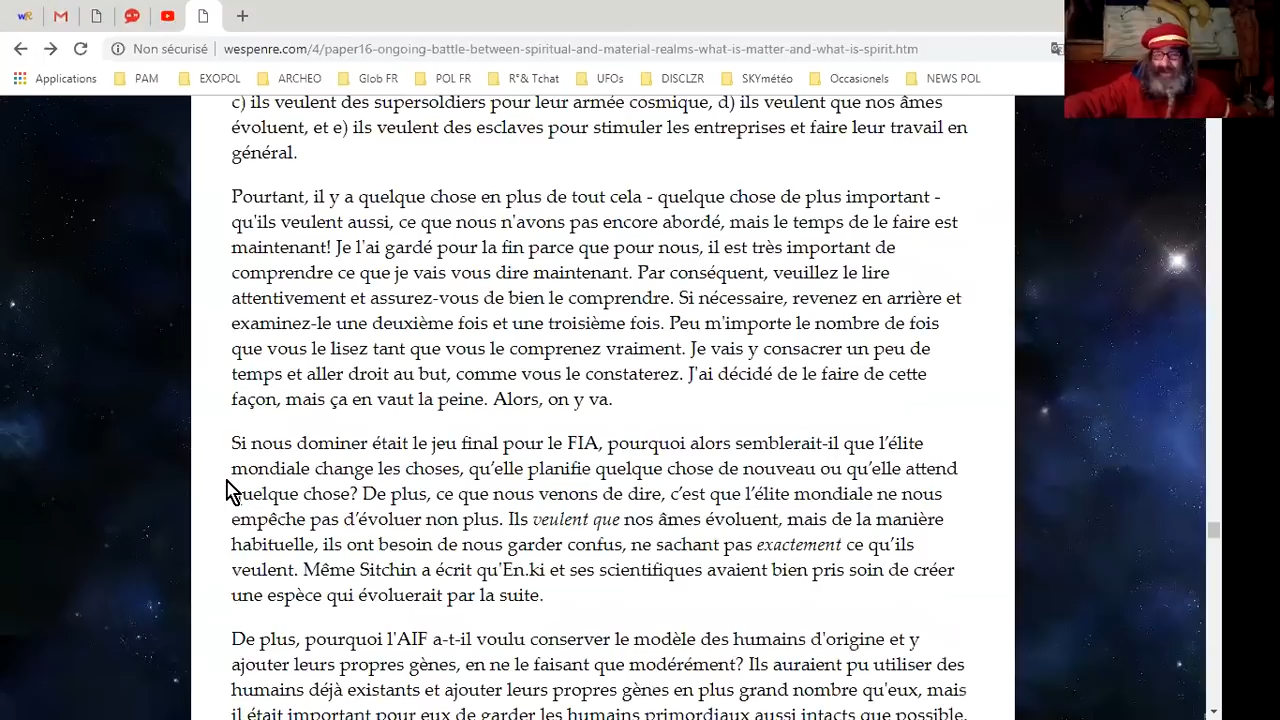 Non sécurisé
wespenre.com/4/paper16-ongoing-battle-between-spiritual-and-material-realms-what-is-matter-and-what-is-spirit.htm
Applications PAM EXOPOL ARCHEO Glob FR POL FR R°& Tchat UFOs DISCLZR SKYmétéo Occasionels NEWS POL
c) ils veulent des supersoldiers pour leur armée cosmique, d) ils veulent que nos âmes
évoluent, et e) ils veulent des esclaves pour stimuler les entreprises et faire leur travail en
général.
Pourtant, il y a quelque chose en plus de tout cela - quelque chose de plus important -
qu'ils veulent aussi, ce que nous n'avons pas encore abordé, mais le temps de le faire est
maintenant! Je l'ai gardé pour la fin parce que pour nous, il est très important de
comprendre ce que je vais vous dire maintenant. Par conséquent, veuillez le lire
attentivement et assurez-vous de bien le comprendre. Si nécessaire, revenez en arrière et
examinez-le une deuxième fois et une troisième fois. Peu m'importe le nombre de fois
que vous le lisez tant que vous le comprenez vraiment. Je vais y consacrer un peu de
temps et aller droit au but, comme vous le constaterez. J'ai décidé de le faire de cette
façon, mais ça en vaut la peine. Alors, on y va.
Si nous dominer était le jeu final pour le FIA, pourquoi alors semblerait-il que l’élite
mondiale change les choses, qu’elle planifie quelque chose de nouveau ou qu’elle attend
quelque chose? De plus, ce que nous venons de dire, c’est que l’élite mondiale ne nous
empêche pas d’évoluer non plus. Ils veulent que nos âmes évoluent, mais de la manière
habituelle, ils ont besoin de nous garder confus, ne sachant pas exactement ce qu’ils
veulent. Même Sitchin a écrit qu'En.ki et ses scientifiques avaient bien pris soin de créer
une espèce qui évoluerait par la suite.
De plus, pourquoi l'AIF a-t-il voulu conserver le modèle des humains d'origine et y
ajouter leurs propres gènes, en ne le faisant que modérément? Ils auraient pu utiliser des
humains déjà existants et ajouter leurs propres gènes en plus grand nombre qu'eux, mais
il était important pour eux de garder les humains primordiaux aussi intacts que possible.